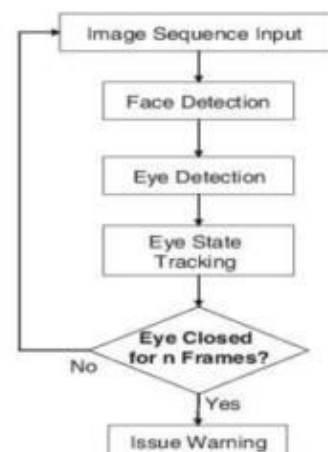 Image Sequence Input
Face Detection
Eye Detection
Eye State
Tracking
Eye Closed
for n Frames?
No
Yes
Issue Warning